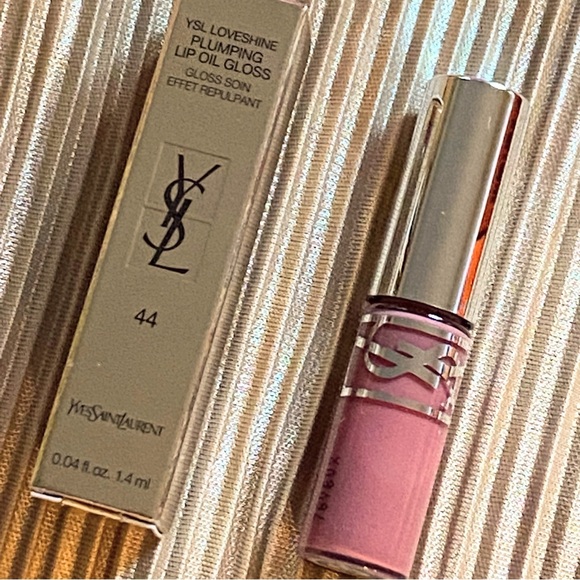 YSL LOVESHINE
PLUMPING
LIP OIL GLOSS
GLOSS SOIN
EFFET REPULPANT
YSL
44
YVESSAINTLAURENT
0.04 fl.oz. 1.4 ml